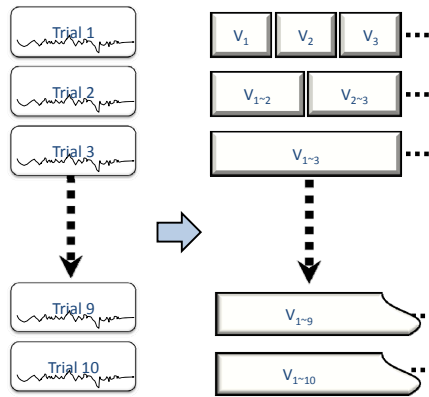 Trial 1
V₁ V₂ V₃ ...
Trial 2
V₁~₂ V₂~₃ ...
Trial 3
V₁~₃ ...
Trial 9
V₁~₉ ..
Trial 10
V₁~₁₀ ..